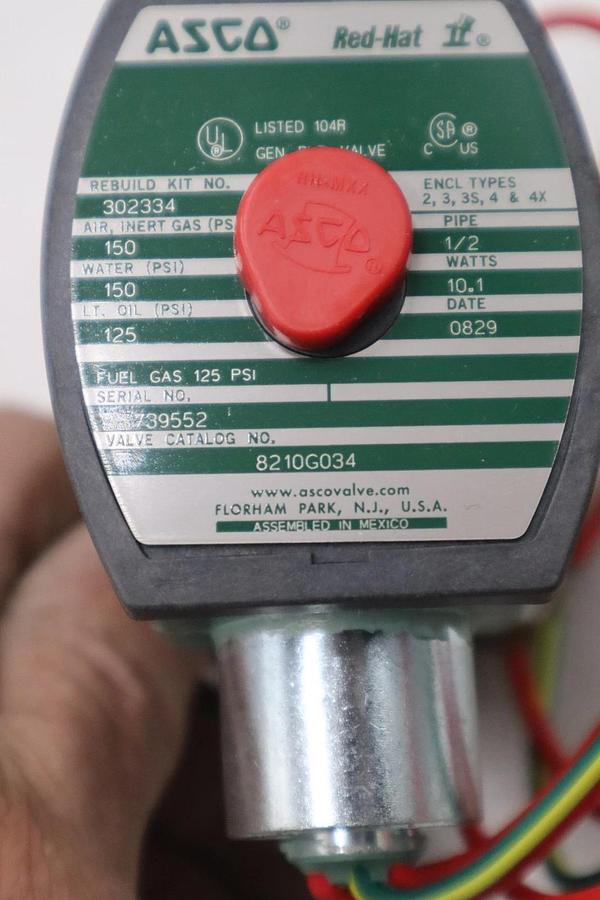 ASCO® Red-Hat II®
UL ® LISTED 104R
GEN. VALVE
C SA ® C US
REBUILD KIT NO.
302334
AIR, INERT GAS (PS
150
WATER (PSI)
150
LT. OIL (PSI)
125
ENCL TYPES
2, 3, 3S, 4 & 4X
PIPE
1/2
WATTS
10.1
DATE
0829
ASCO ®
FUEL GAS 125 PSI
SERIAL NO.
739552
VALVE CATALOG NO.
8210G034
www.ascovalve.com
FLORHAM PARK, N.J., U.S.A.
ASSEMBLED IN MEXICO